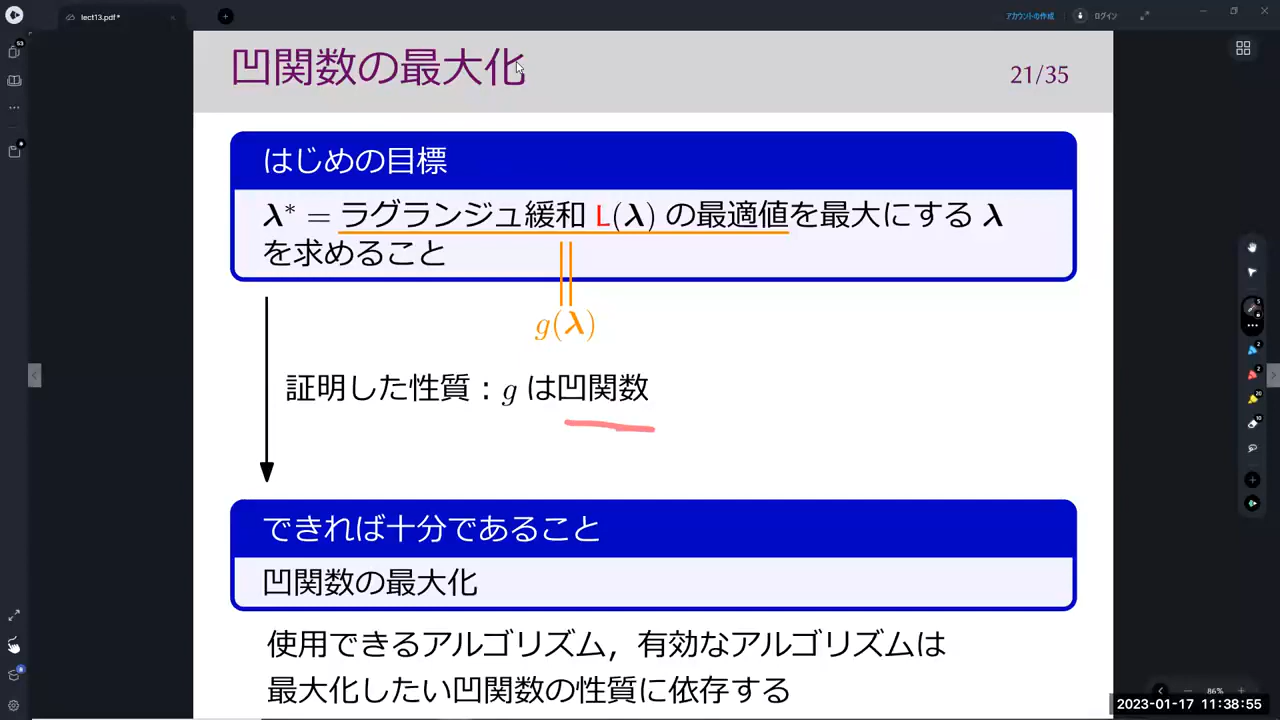 lect13.pdf*
アカウントの作成
ログイン
凹関数の最大化
21/35
はじめの目標
λ* = ラグランジュ緩和 L(λ) の最適値を最大にする λ
を求めること
g(λ)
証明した性質：g は凹関数
できれば十分であること
凹関数の最大化
使用できるアルゴリズム，有効なアルゴリズムは
最大化したい凹関数の性質に依存する
86%
2023-01-17 11:38:55